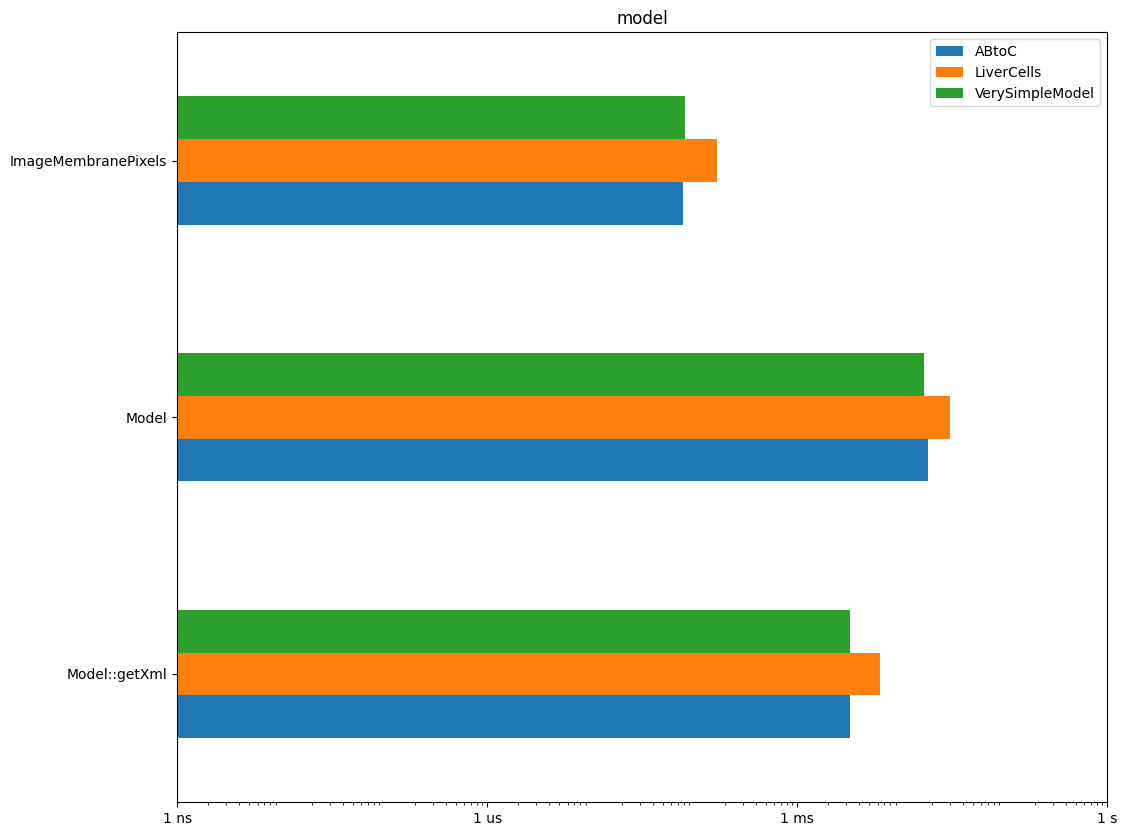 model
ABtoC
LiverCells
VerySimpleModel
ImageMembranePixels
Model
Model::getXml
1 ns
1 us
1 ms
1 s